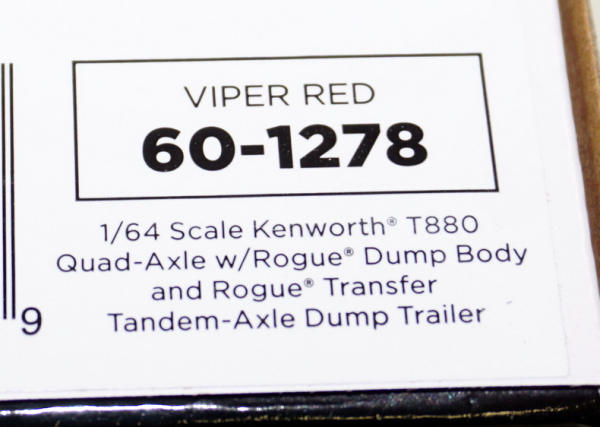 VIPER RED
60-1278
1/64 Scale Kenworth® T880
Quad-Axle w/Rogue® Dump Body
and Rogue® Transfer
Tandem-Axle Dump Trailer
9